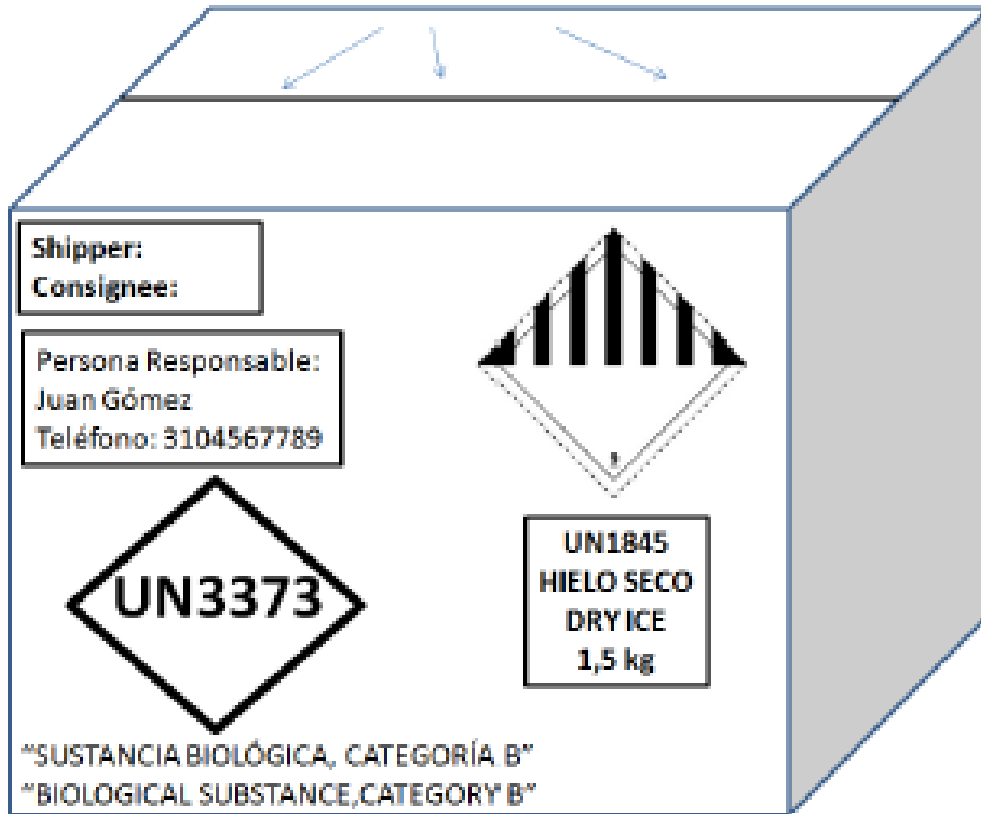 Shipper:
Consignee:
Persona Responsable:
Juan Gómez
Teléfono: 3104567789
UN3373
"SUSTANCIA BIOLÓGICA, CATEGORÍA B"
"BIOLOGICAL SUBSTANCE,CATEGORY B"
UN1845
HIELO SECO
DRY ICE
1,5 kg